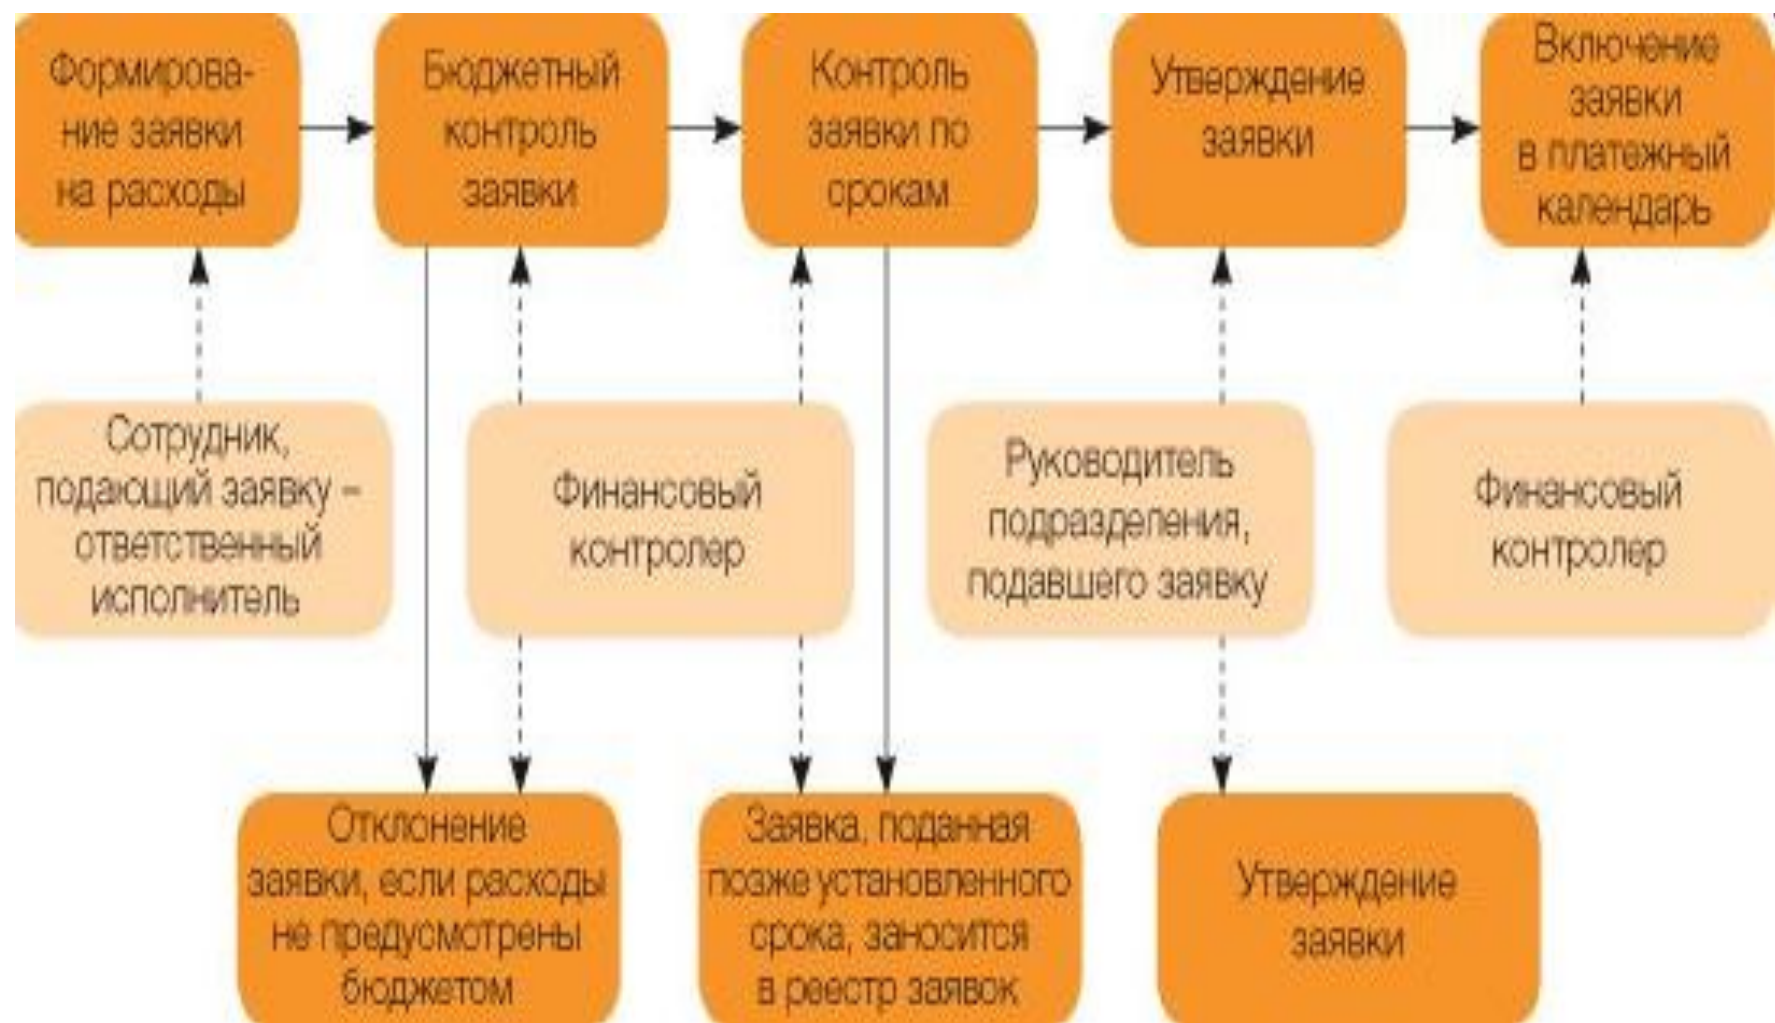 Формирова-
ние заявки
на расходы
Бюджетный
контроль
заявки
Контроль
заявки по
срокам
Утверждение
заявки
Включение
заявки
в платежный
календарь
Сотрудник,
подающий заявку –
ответственный
исполнитель
Финансовый
контролер
Руководитель
подразделения,
подавшего заявку
Финансовый
контролер
Отклонение
заявки, если расходы
не предусмотрены
бюджетом
Заявка, поданная
позже установленного
срока, заносится
в реестр заявок
Утверждение
заявки